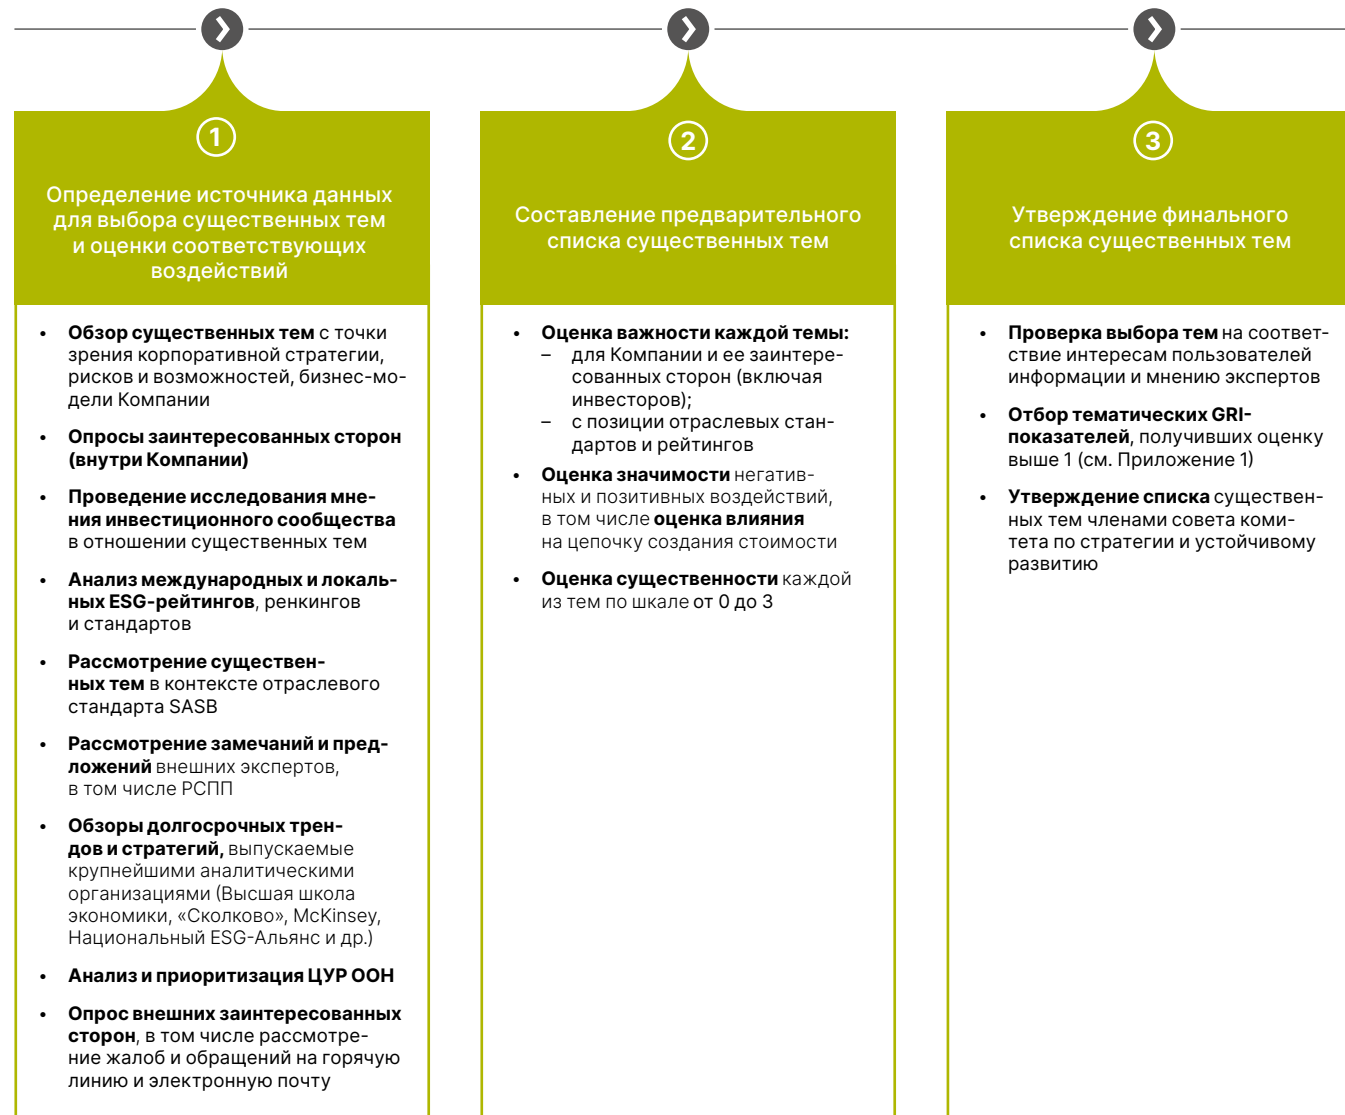 1
Определение источника данных
для выбора существенных тем
и оценки соответствующих
воздействий
• Обзор существенных тем с точки
зрения корпоративной стратегии,
рисков и возможностей, бизнес-мо-
дели Компании
• Опросы заинтересованных сторон
(внутри Компании)
• Проведение исследования мне-
ния инвестиционного сообщества
в отношении существенных тем
• Анализ международных и локаль-
ных ESG-рейтингов, ренкингов
и стандартов
• Рассмотрение существен-
ных тем в контексте отраслевого
стандарта SASB
• Рассмотрение замечаний и пред-
ложений внешних экспертов,
в том числе РСПП
• Обзоры долгосрочных трен-
дов и стратегий, выпускаемые
крупнейшими аналитическими
организациями (Высшая школа
экономики, «Сколково», McKinsey,
Национальный ESG-Альянс и др.)
• Анализ и приоритизация ЦУР ООН
• Опрос внешних заинтересованных
сторон, в том числе рассмотре-
ние жалоб и обращений на горячую
линию и электронную почту
2
Составление предварительного
списка существенных тем
• Оценка важности каждой темы:
– для Компании и ее заинтере-
сованных сторон (включая
инвесторов);
– с позиции отраслевых стан-
дартов и рейтингов
• Оценка значимости негатив-
ных и позитивных воздействий,
в том числе оценка влияния
на цепочку создания стоимости
• Оценка существенности каждой
из тем по шкале от 0 до 3
3
Утверждение финального
списка существенных тем
• Проверка выбора тем на соответ-
ствие интересам пользователей
информации и мнению экспертов
• Отбор тематических GRI-
показателей, получивших оценку
выше 1 (см. Приложение 1)
• Утверждение списка существен-
ных тем членами совета коми-
тета по стратегии и устойчивому
развитию